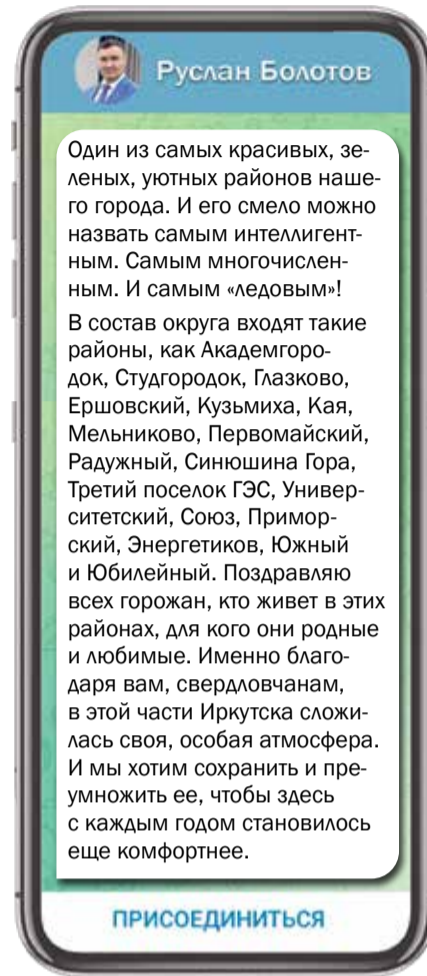 Руслан Болотов
Один из самых красивых, зе-
леных, уютных районов наше-
го города. И его смело можно
назвать самым интеллигент-
ным. Самым многочислен-
ным. И самым «ледовым»!
В состав округа входят такие
районы, как Академгоро-
док, Студгородок, Глазково,
Ершовский, Кузьмиха, Кая,
Мельниково, Первомайский,
Радужный, Синюшина Гора,
Третий поселок ГЭС, Универ-
ситетский, Союз, Примор-
ский, Энергетиков, Южный
и Юбилейный. Поздравляю
всех горожан, кто живет в этих
районах, для кого они родные
и любимые. Именно благо-
даря вам, свердловчанам,
в этой части Иркутска сложи-
лась своя, особая атмосфера.
И мы хотим сохранить и пре-
умножить ее, чтобы здесь
с каждым годом становилось
еще комфортнее.
ПРИСОЕДИНИТЬСЯ